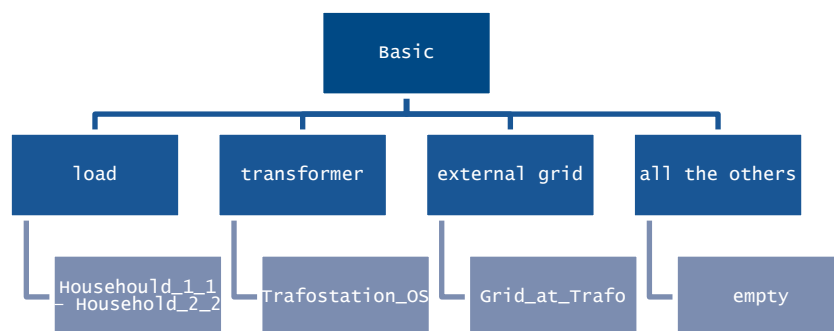 Basic
load
transformer
external grid
all the others
Househould_1_1
– Household_2_2
Trafostation_OS
Grid_at_Trafo
empty